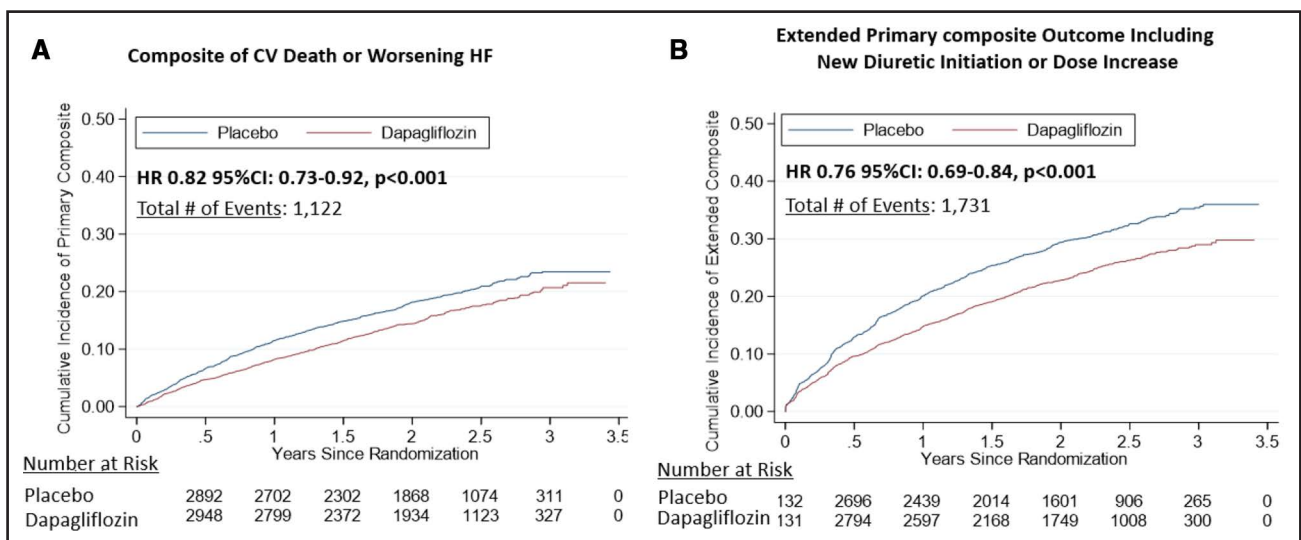 A
Composite of CV Death or Worsening HF
Cumulative Incidence of Primary Composite
0.50
0.40
0.30
0.20
0.10
0.00
Placebo Dapagliflozin
HR 0.82 95%CI: 0.73-0.92, p<0.001
Total # of Events: 1,122
0 .5 1 1.5 2 2.5 3 3.5
Years Since Randomization
Number at Risk
Placebo 2892 2702 2302 1868 1074 311 0
Dapagliflozin 2948 2799 2372 1934 1123 327 0
B
Extended Primary composite Outcome Including
New Diuretic Initiation or Dose Increase
Cumulative Incidence of Extended Composite
0.50
0.40
0.30
0.20
0.10
0.00
Placebo Dapagliflozin
HR 0.76 95%CI: 0.69-0.84, p<0.001
Total # of Events: 1,731
0 .5 1 1.5 2 2.5 3 3.5
Years Since Randomization
Number at Risk
Placebo 132 2696 2439 2014 1601 906 265 0
Dapagliflozin 131 2794 2597 2168 1749 1008 300 0